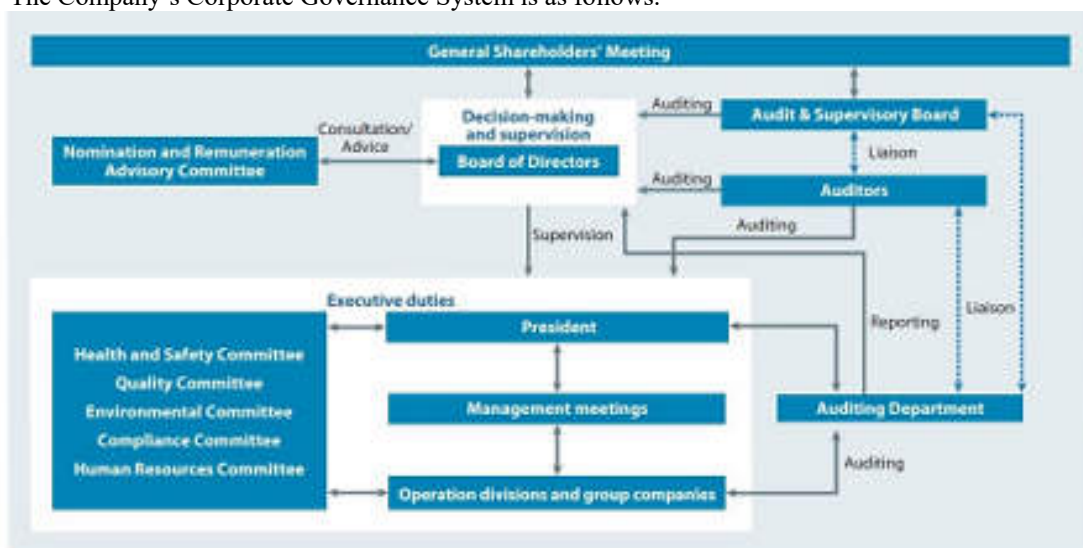 The Company's Corporate Governance System is as follows:
General Shareholders' Meeting
Decision-making
and supervision
Board of Directors
Consultation/
Advice
Nomination and Remuneration
Advisory Committee
Auditing
Audit & Supervisory Board
Liaison
Auditing
Auditors
Auditing
Supervision
Reporting
Liaison
Executive duties
President
Health and Safety Committee
Quality Committee
Environmental Committee
Compliance Committee
Human Resources Committee
Management meetings
Auditing Department
Auditing
Operation divisions and group companies